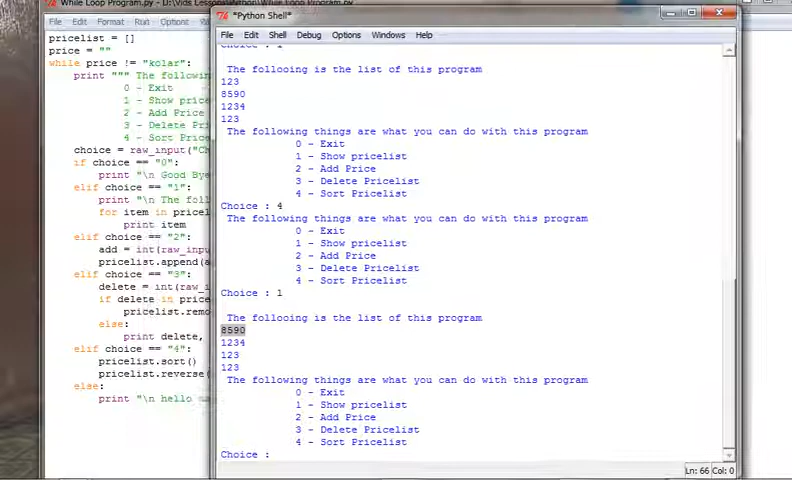 While Loop Program.py - D:\Vids Lessons\Python\While Loop Program.py
File Edit Format Run Options
pricelist = []
price = ""
while price != "kolar":
print """ The followin
0 - Exit
1 - Show price
2 - Add Price
3 - Delete Pri
4 - Sort Price
choice = raw_input("Ch
if choice == "0":
print "\n Good Bye
elif choice == "1":
print "\n The foll
for item in pricel
print item
elif choice == "2":
add = int(raw_inpu
pricelist.append(a
elif choice == "3":
delete = int(raw_i
if delete in price
pricelist.remo
else:
print delete,
elif choice == "4":
pricelist.sort()
pricelist.reverse(
else:
print "\n hello
*Python Shell*
File Edit Shell Debug Options Windows Help
Choice : 1
The follooing is the list of this program
123
8590
1234
123
The following things are what you can do with this program
0 - Exit
1 - Show pricelist
2 - Add Price
3 - Delete Pricelist
4 - Sort Pricelist
Choice : 4
The following things are what you can do with this program
0 - Exit
1 - Show pricelist
2 - Add Price
3 - Delete Pricelist
4 - Sort Pricelist
Choice : 1
The follooing is the list of this program
8590
1234
123
123
The following things are what you can do with this program
0 - Exit
1 - Show pricelist
2 - Add Price
3 - Delete Pricelist
4 - Sort Pricelist
Choice :
Ln: 66 Col: 0